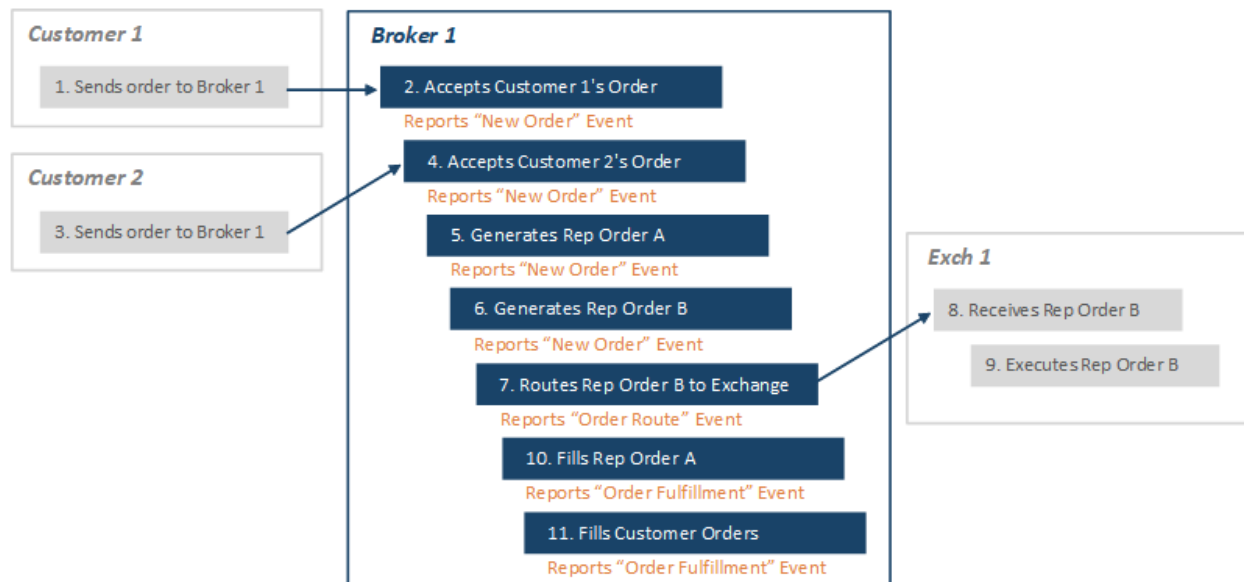 Customer 1
1. Sends order to Broker 1
Customer 2
3. Sends order to Broker 1
Broker 1
2. Accepts Customer 1's Order
Reports “New Order” Event
4. Accepts Customer 2's Order
Reports “New Order” Event
5. Generates Rep Order A
Reports “New Order” Event
6. Generates Rep Order B
Reports “New Order” Event
7. Routes Rep Order B to Exchange
Reports “Order Route” Event
10. Fills Rep Order A
Reports “Order Fulfillment” Event
11. Fills Customer Orders
Reports “Order Fulfillment” Event
Exch 1
8. Receives Rep Order B
9. Executes Rep Order B